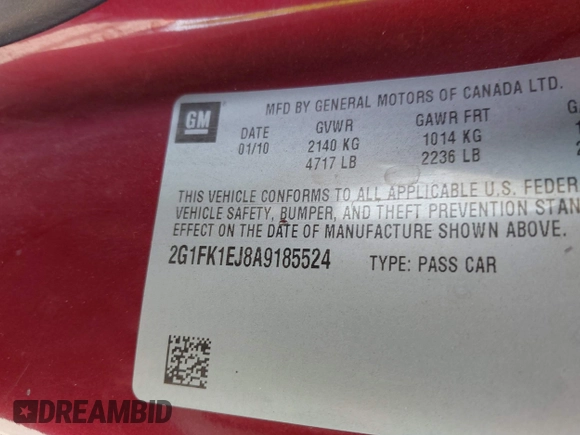 GM
MFD BY GENERAL MOTORS OF CANADA LTD.
DATE GVWR GAWR FRT
01/10 2140 KG 1014 KG
4717 LB 2236 LB
THIS VEHICLE CONFORMS TO ALL APPLICABLE U.S. FEDER
VEHICLE SAFETY, BUMPER, AND THEFT PREVENTION STAN
EFFECT ON THE DATE OF MANUFACTURE SHOWN ABOVE.
2G1FK1EJ8A9185524 TYPE: PASS CAR
DREAMBID